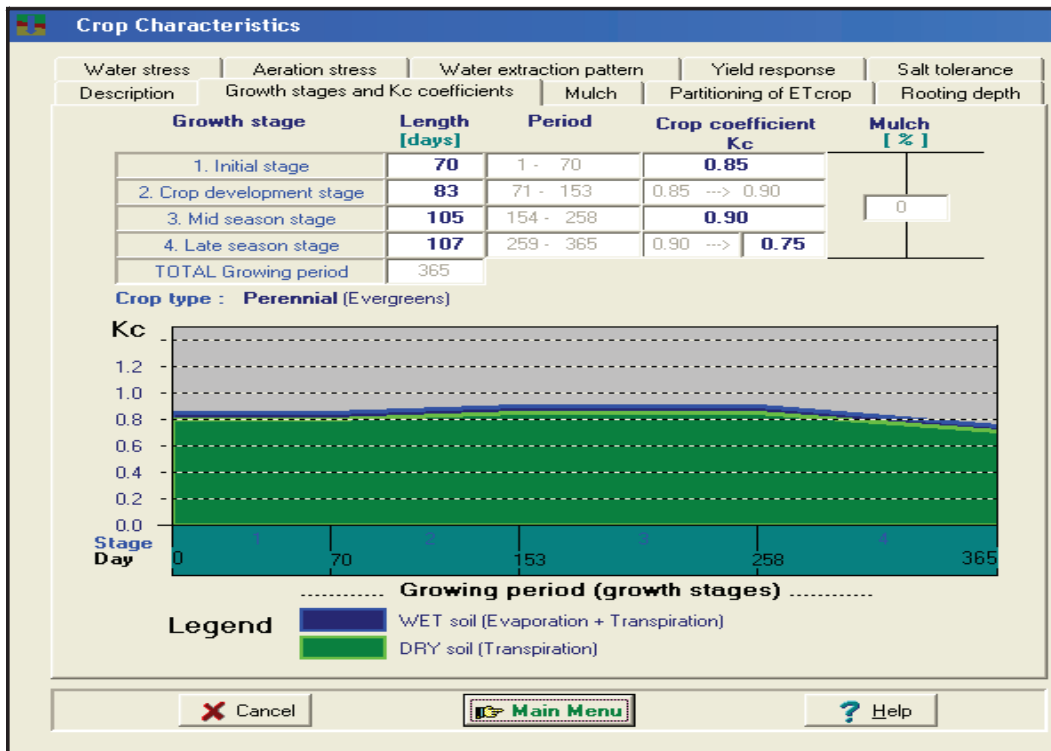 Crop Characteristics
Water stress Aeration stress Water extraction pattern Yield response Salt tolerance
Description Growth stages and Kc coefficients Mulch Partitioning of ETcrop Rooting depth
Growth stage Length Period Crop coefficient Mulch
[days] Kc [ % ]
1. Initial stage 70 1 - 70 0.85
2. Crop development stage 83 71 - 153 0.85 ---> 0.90
3. Mid season stage 105 154 - 258 0.90 0
4. Late season stage 107 259 - 365 0.90 ---> 0.75
TOTAL Growing period 365
Crop type : Perennial (Evergreens)
Kc
1.2
1.0
0.8
0.6
0.4
0.2
0.0
Stage 1 2 3 4
Day 0 70 153 258 365
.......... Growing period (growth stages) ...........
Legend
WET soil (Evaporation + Transpiration)
DRY soil (Transpiration)
Cancel Main Menu ? Help